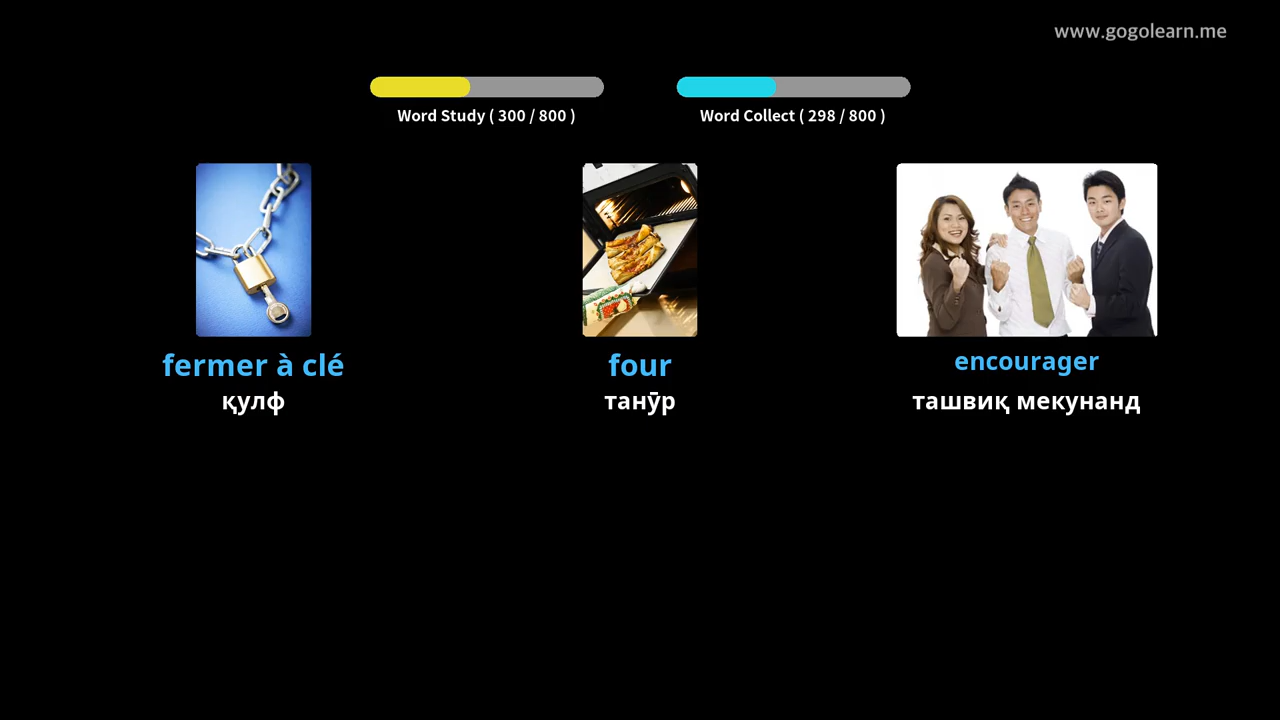 www.gogolearn.me
Word Study ( 300 / 800 )
Word Collect ( 298 / 800 )
fermer à clé
қулф
four
танӯр
encourager
ташвиқ мекунанд